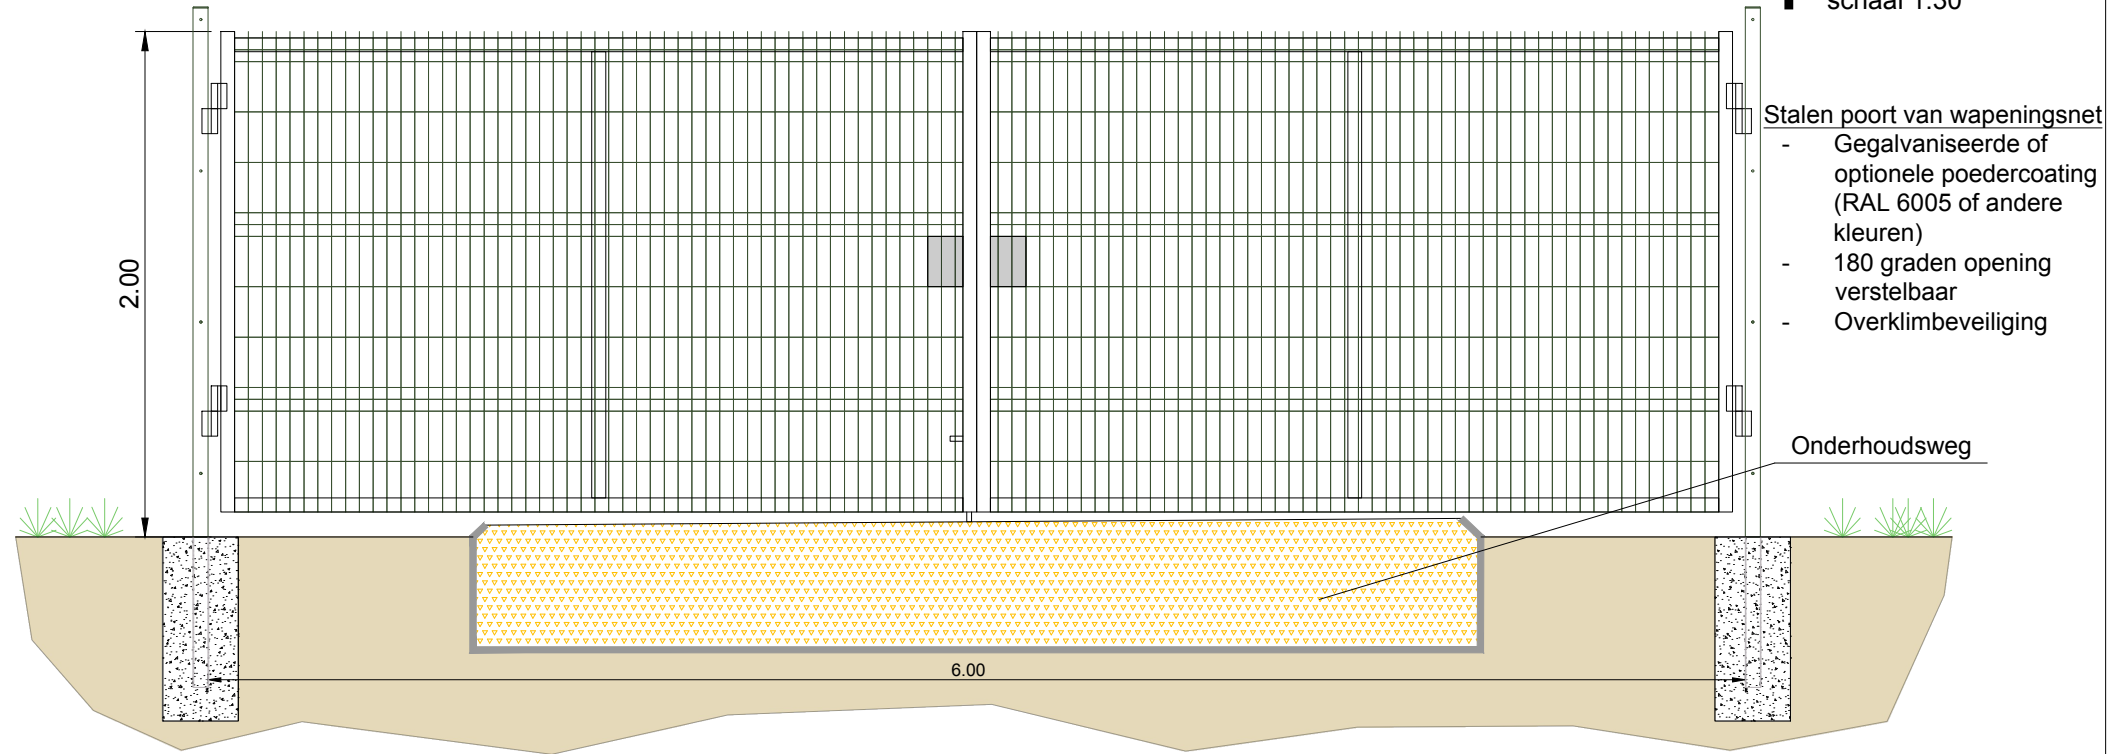 schaal 1:50
Stalen poort van wapeningsnet
- Gegalvaniseerde of
optionele poedercoating
(RAL 6005 of andere
kleuren)
- 180 graden opening
verstelbaar
- Overklimbeveiliging
2.00
Onderhoudsweg
6.00